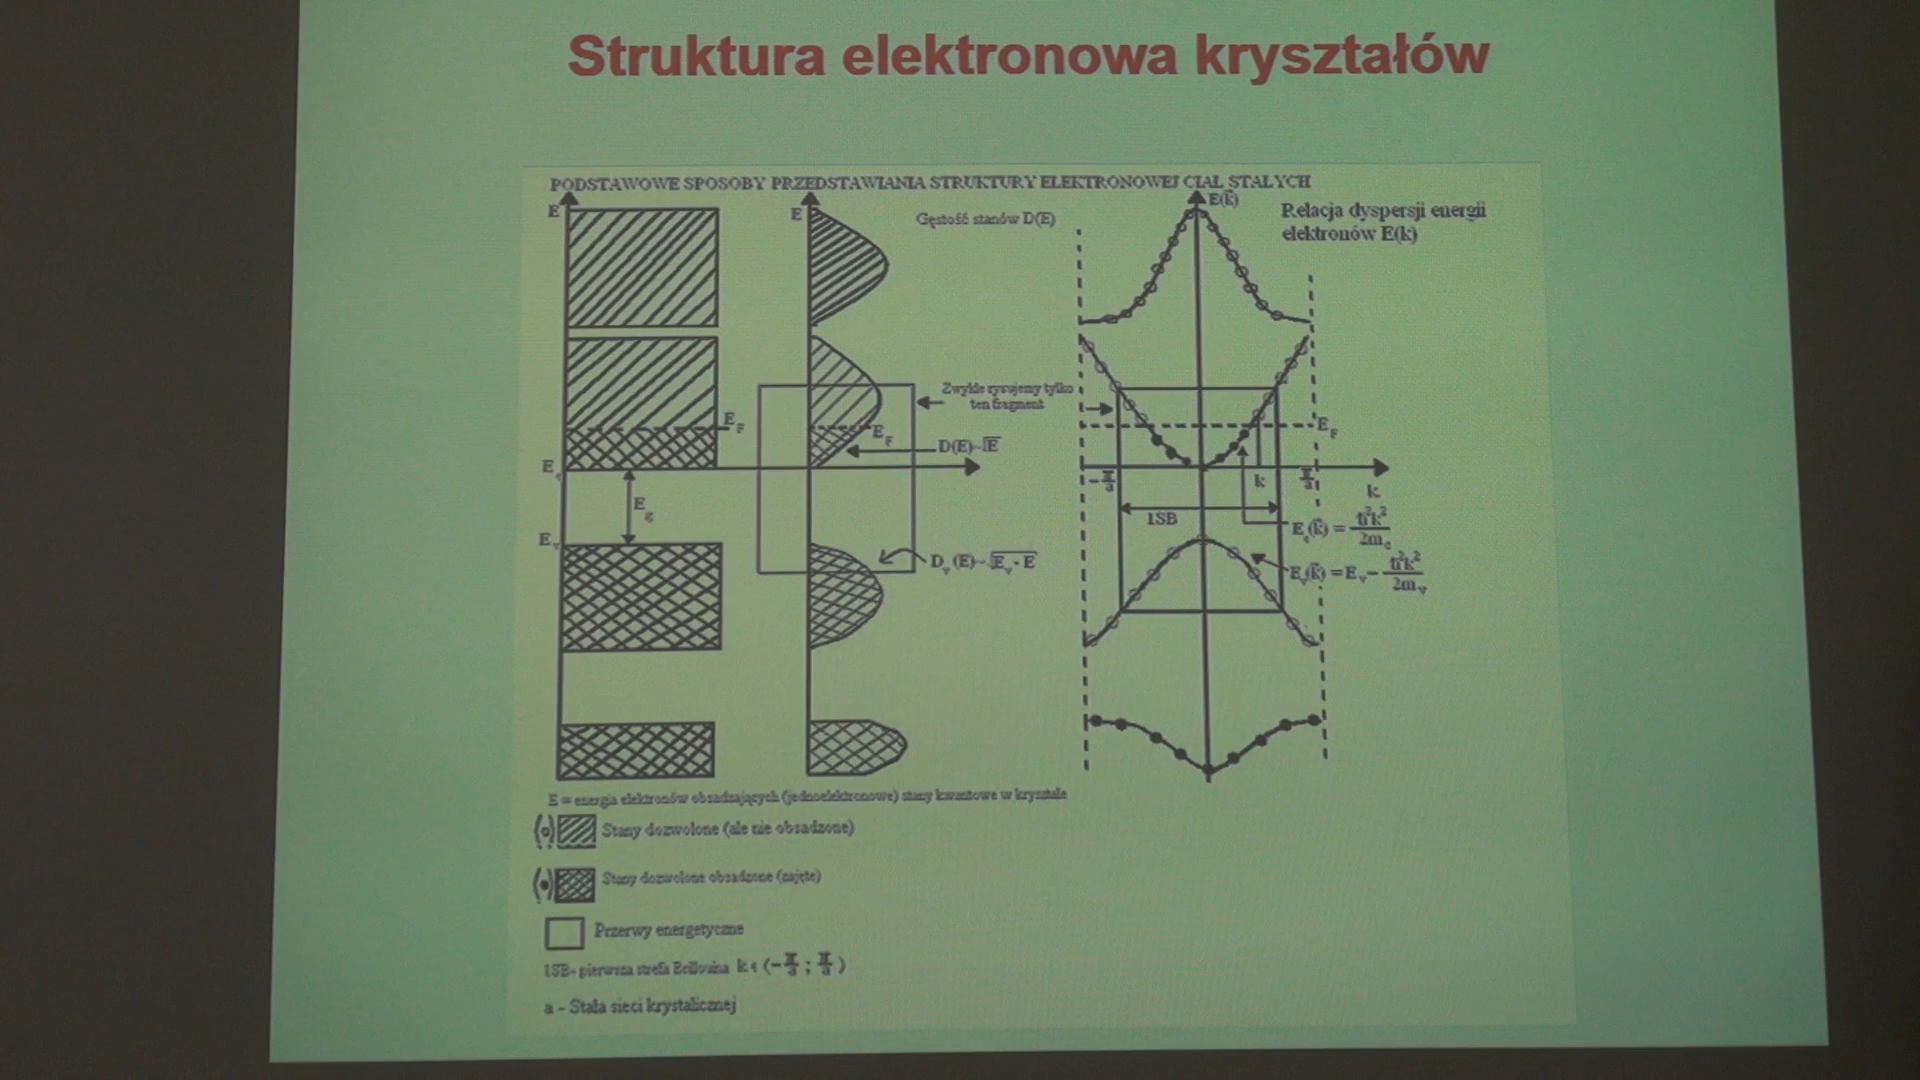 Struktura elektronowa kryształów
PODSTAWOWE SPOSOBY PRZEDSTAWIANIA STRUKTURY ELEKTRONOWEJ CIAL STALYCH
E
E
Gęstość stanów D(E)
E(k⃗)
Relacja dyspersji energii
elektronów E(k)
Zwykle rysujemy tylko
ten fragment
E_F
E_F
E_F
D(E)~√E
E_c
-π/a
k
π/a
k
E_g
1SB
E_c(k⃗) = ħ²k²/2m_c
E_v
D_v(E)~√E_v-E
E_v(k⃗) = E_v - ħ²k²/2m_v
E = energia elektronów obsadzających (jednoelektronowe) stany kwantowe w krysztale
(o) Stany dozwolone (ale nie obsadzone)
(•) Stany dozwolone obsadzone (zajęte)
Przerwy energetyczne
1SB- pierwsza strefa Brillouina k ε (-π/a ; π/a)
a - Stała sieci krystalicznej